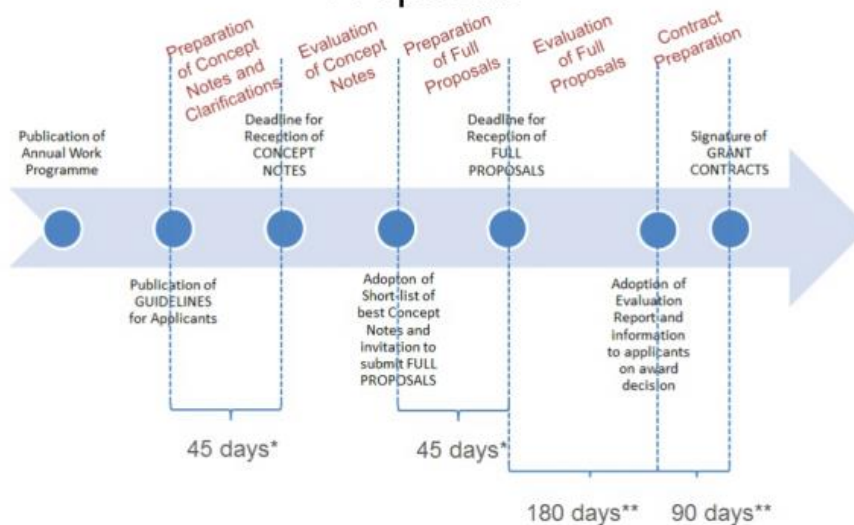 Preparation
of Concept
Notes and
Clarifications
Evaluation
of Concept
Notes
Preparation
of Full
Proposals
Evaluation
of Full
Proposals
Contract
Preparation
Publication of
Annual Work
Programme
Deadline for
Reception of
CONCEPT
NOTES
Deadline for
Reception of
FULL
PROPOSALS
Signature of
GRANT
CONTRACTS
Publication of
GUIDELINES
for Applicants
Adopton of
Short-list of
best Concept
Notes and
invitation to
submit FULL
PROPOSALS
Adoption of
Evaluation
Report and
information
to applicants
on award
decision
45 days*
45 days*
180 days**
90 days**